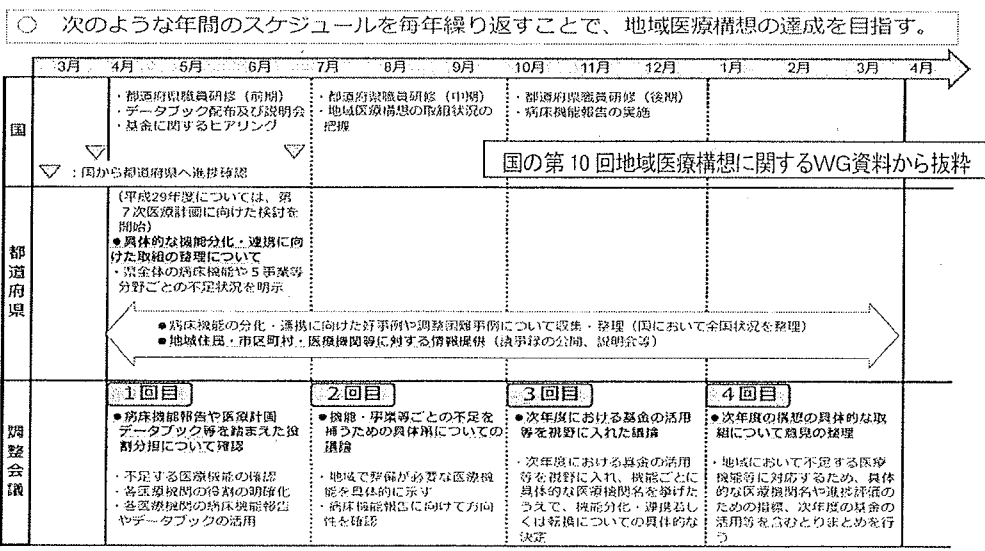 ○ 次のような年間のスケジュールを毎年繰り返すことで、地域医療構想の達成を目指す。
3月 4月 5月 6月 7月 8月 9月 10月 11月 12月 1月 2月 3月 4月
国
・都道府県職員研修（前期）
・データブック配布及び説明会
・基金に関するヒアリング
・都道府県職員研修（中期）
・地域医療構想の取組状況の
把握
・都道府県職員研修（後期）
・病床機能報告の実施
▽：国から都道府県へ進捗確認
国の第10回地域医療構想に関するWG資料から抜粋
都道府県
（平成29年度については、第
7次医療計画に向けた検討を
開始）
●具体的な機能分化・連携に向
けた取組の整理について
・県全体の病床機能や5事業等
分野ごとの不足状況を明示
●病床機能の分化・連携に向けた好事例や調整困難事例について収集・整理（国において全国状況を整理）
●地域住民・市区町村・医療機関等に対する情報提供（議事録の公開、説明会等）
調整会議
1回目
●病床機能報告や医療計画
データブック等を踏まえた役
割分担について確認
・不足する医療機能の確認
・各医療機関の役割の明確化
・各医療機関の病床機能報告
やデータブックの活用
2回目
●機能・事業等ごとの不足を
補うための具体策についての
議論
・地域で整備が必要な医療機
能を具体的に示す
・病床機能報告に向けて方向
性を確認
3回目
●次年度における基金の活用
等を視野に入れた議論
・次年度における基金の活用
等を視野に入れ、機能ごとに
具体的な医療機関名を挙げた
うえで、機能分化・連携若し
くは転換についての具体的な
決定
4回目
●次年度の構想の具体的な取
組について意見の整理
・地域において不足する医療
機能等に対応するため、具体
的な医療機関名や進捗評価の
ための指標、次年度の基金の
活用等を含むとりまとめを行
う